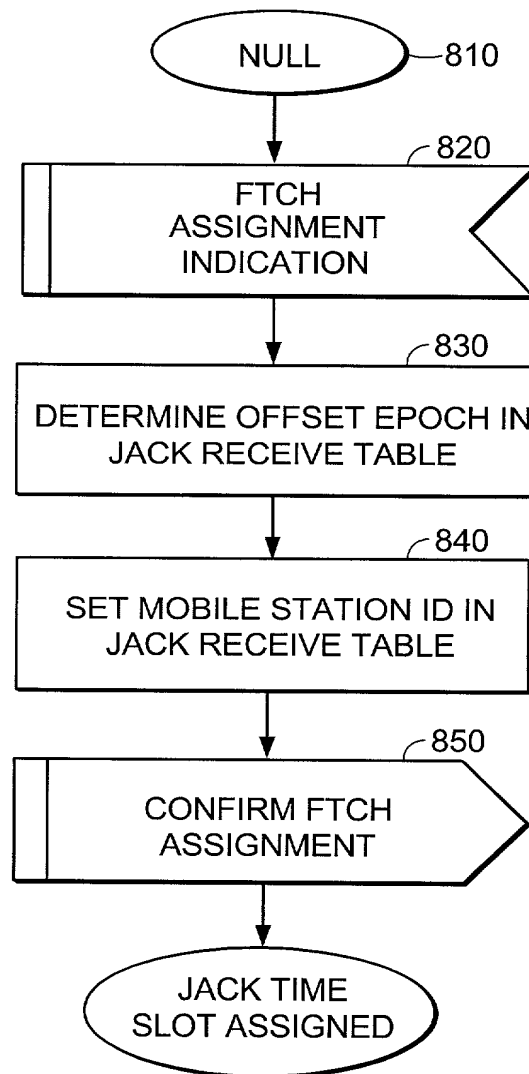 NULL
810
820
FTCH
ASSIGNMENT
INDICATION
830
DETERMINE OFFSET EPOCH IN
JACK RECEIVE TABLE
840
SET MOBILE STATION ID IN
JACK RECEIVE TABLE
850
CONFIRM FTCH
ASSIGNMENT
JACK TIME
SLOT ASSIGNED